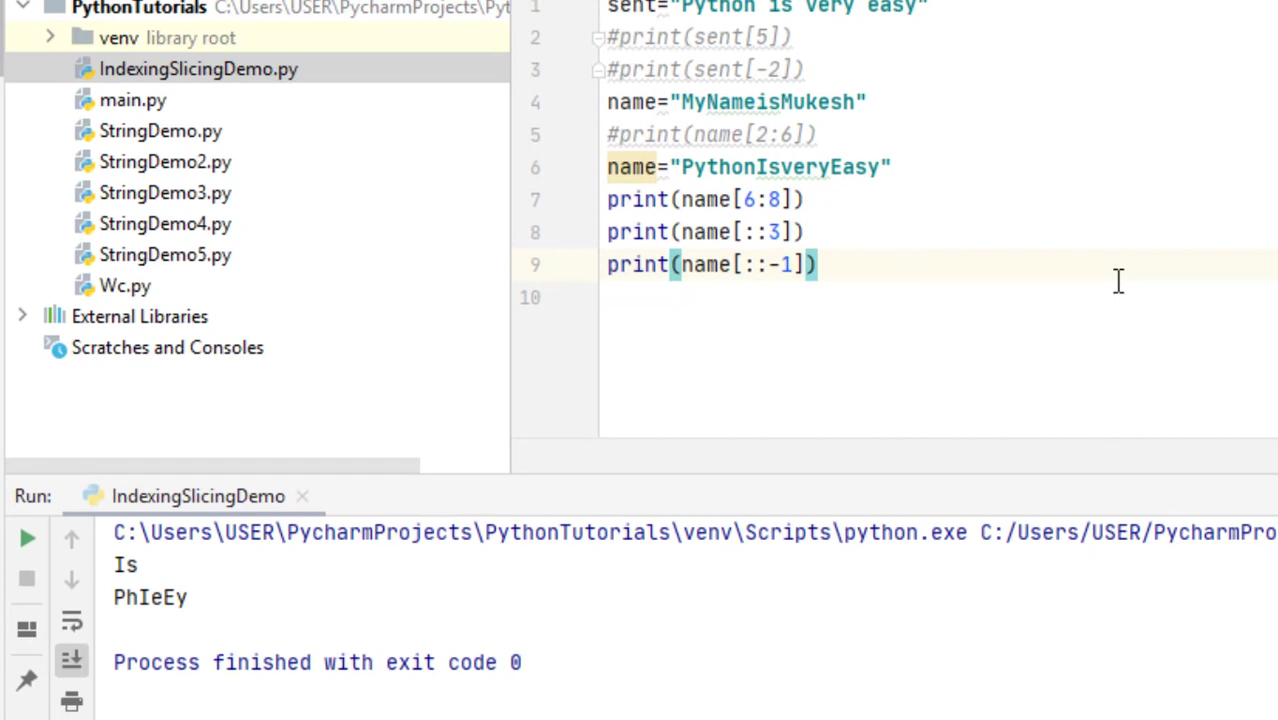 PythonTutorials C:\Users\USER\PycharmProjects\Pyt
venv library root
IndexingSlicingDemo.py
main.py
StringDemo.py
StringDemo2.py
StringDemo3.py
StringDemo4.py
StringDemo5.py
Wc.py
External Libraries
Scratches and Consoles
1 sent="Python is very easy"
2 #print(sent[5])
3 #print(sent[-2])
4 name="MyNameisMukesh"
5 #print(name[2:6])
6 name="PythonIsveryEasy"
7 print(name[6:8])
8 print(name[::3])
9 print(name[::-1])
10
Run: IndexingSlicingDemo
C:\Users\USER\PycharmProjects\PythonTutorials\venv\Scripts\python.exe C:/Users/USER/PycharmPro
Is
PhIeEy
Process finished with exit code 0